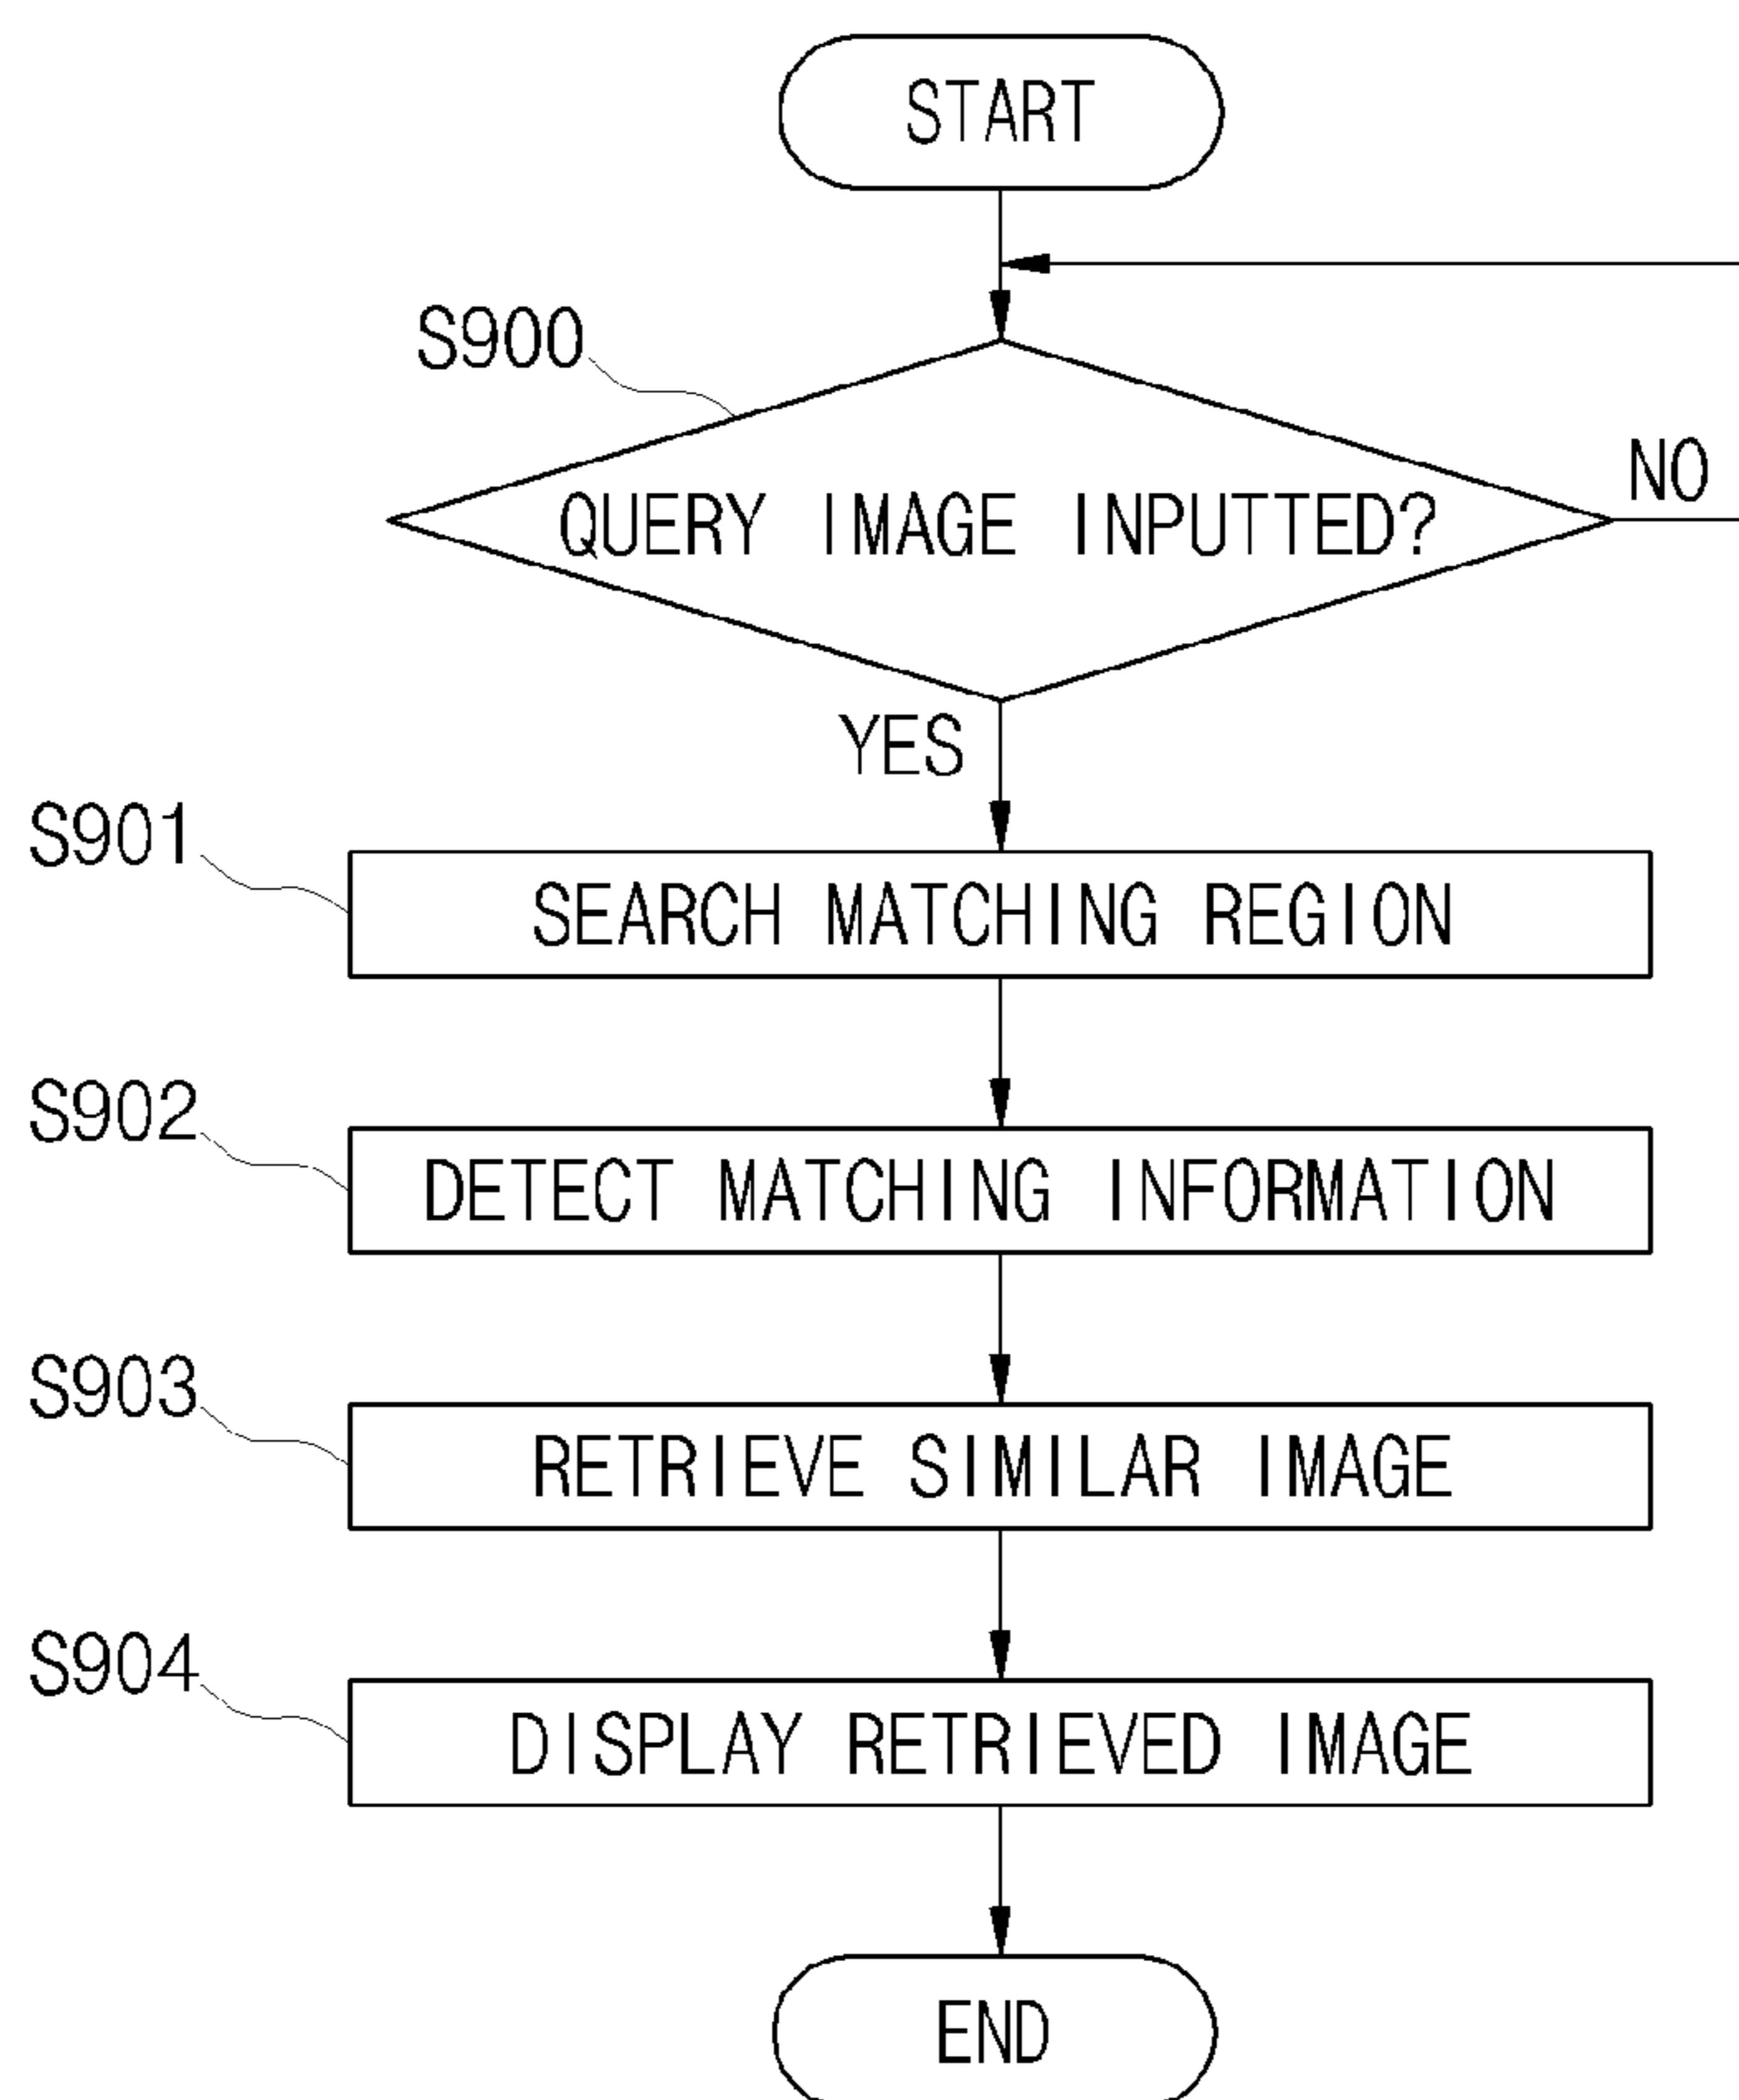 START
S900
QUERY IMAGE INPUTTED?
NO
YES
S901
SEARCH MATCHING REGION
S902
DETECT MATCHING INFORMATION
S903
RETRIEVE SIMILAR IMAGE
S904
DISPLAY RETRIEVED IMAGE
END